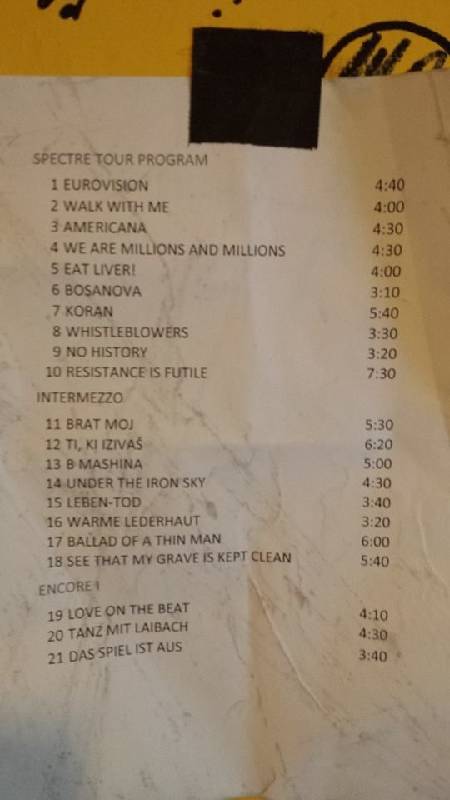 SPECTRE TOUR PROGRAM
1 EUROVISION 4:40
2 WALK WITH ME 4:00
3 AMERICANA 4:30
4 WE ARE MILLIONS AND MILLIONS 4:30
5 EAT LIVER! 4:00
6 BOSANOVA 3:10
7 KORAN 5:40
8 WHISTLEBLOWERS 3:30
9 NO HISTORY 3:20
10 RESISTANCE IS FUTILE 7:30
INTERMEZZO
11 BRAT MOJ 5:30
12 TI, KI IZIVAŠ 6:20
13 B MASHINA 5:00
14 UNDER THE IRON SKY 4:30
15 LEBEN-TOD 3:40
16 WARME LEDERHAUT 3:20
17 BALLAD OF A THIN MAN 6:00
18 SEE THAT MY GRAVE IS KEPT CLEAN 5:40
ENCORE I
19 LOVE ON THE BEAT 4:10
20 TANZ MIT LAIBACH 4:30
21 DAS SPIEL IST AUS 3:40